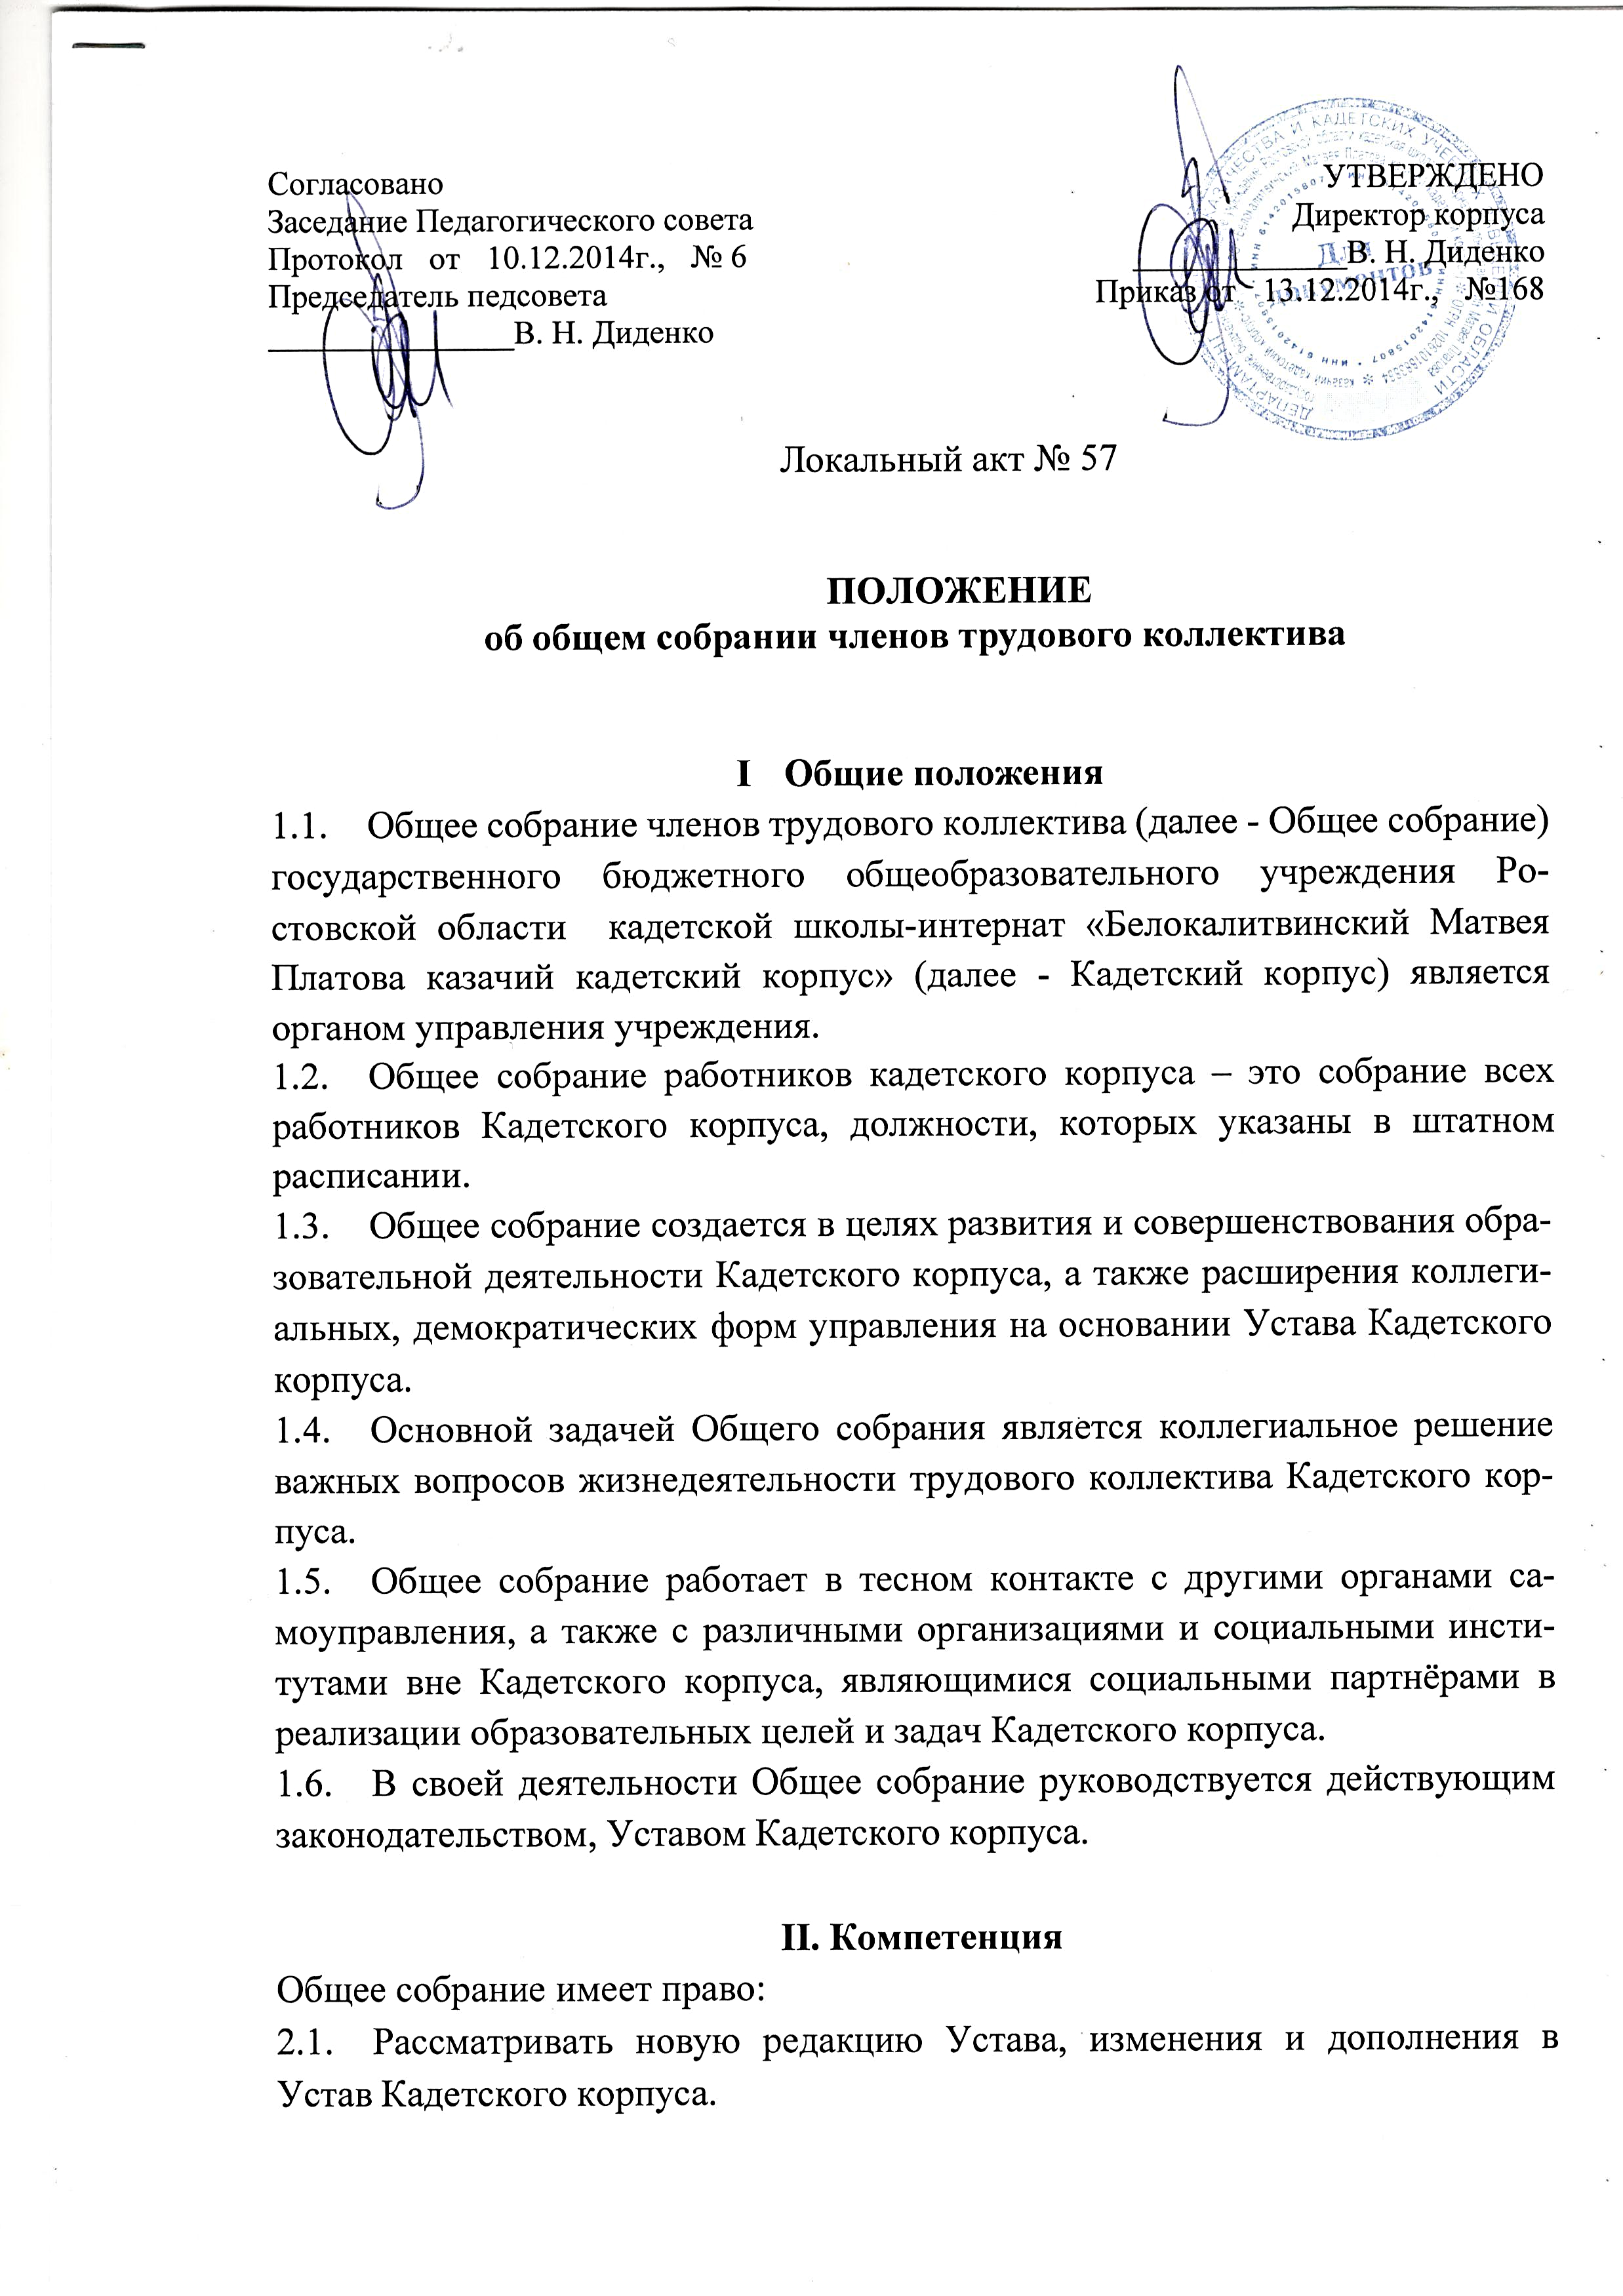 Согласовано
Заседание Педагогического совета
Протокол от 10.12.2014г., № 6
Председатель педсовета
_______________В. Н. Диденко
УТВЕРЖДЕНО
Директор корпуса
_____________В. Н. Диденко
Приказ от 13.12.2014г., №168
Для
документов
Локальный акт № 57
ПОЛОЖЕНИЕ
об общем собрании членов трудового коллектива
I Общие положения
1.1. Общее собрание членов трудового коллектива (далее - Общее собрание)
государственного бюджетного общеобразовательного учреждения Ро-
стовской области кадетской школы-интернат «Белокалитвинский Матвея
Платова казачий кадетский корпус» (далее - Кадетский корпус) является
органом управления учреждения.
1.2. Общее собрание работников кадетского корпуса – это собрание всех
работников Кадетского корпуса, должности, которых указаны в штатном
расписании.
1.3. Общее собрание создается в целях развития и совершенствования обра-
зовательной деятельности Кадетского корпуса, а также расширения коллеги-
альных, демократических форм управления на основании Устава Кадетского
корпуса.
1.4. Основной задачей Общего собрания является коллегиальное решение
важных вопросов жизнедеятельности трудового коллектива Кадетского кор-
пуса.
1.5. Общее собрание работает в тесном контакте с другими органами са-
моуправления, а также с различными организациями и социальными инсти-
тутами вне Кадетского корпуса, являющимися социальными партнёрами в
реализации образовательных целей и задач Кадетского корпуса.
1.6. В своей деятельности Общее собрание руководствуется действующим
законодательством, Уставом Кадетского корпуса.
II. Компетенция
Общее собрание имеет право:
2.1. Рассматривать новую редакцию Устава, изменения и дополнения в
Устав Кадетского корпуса.